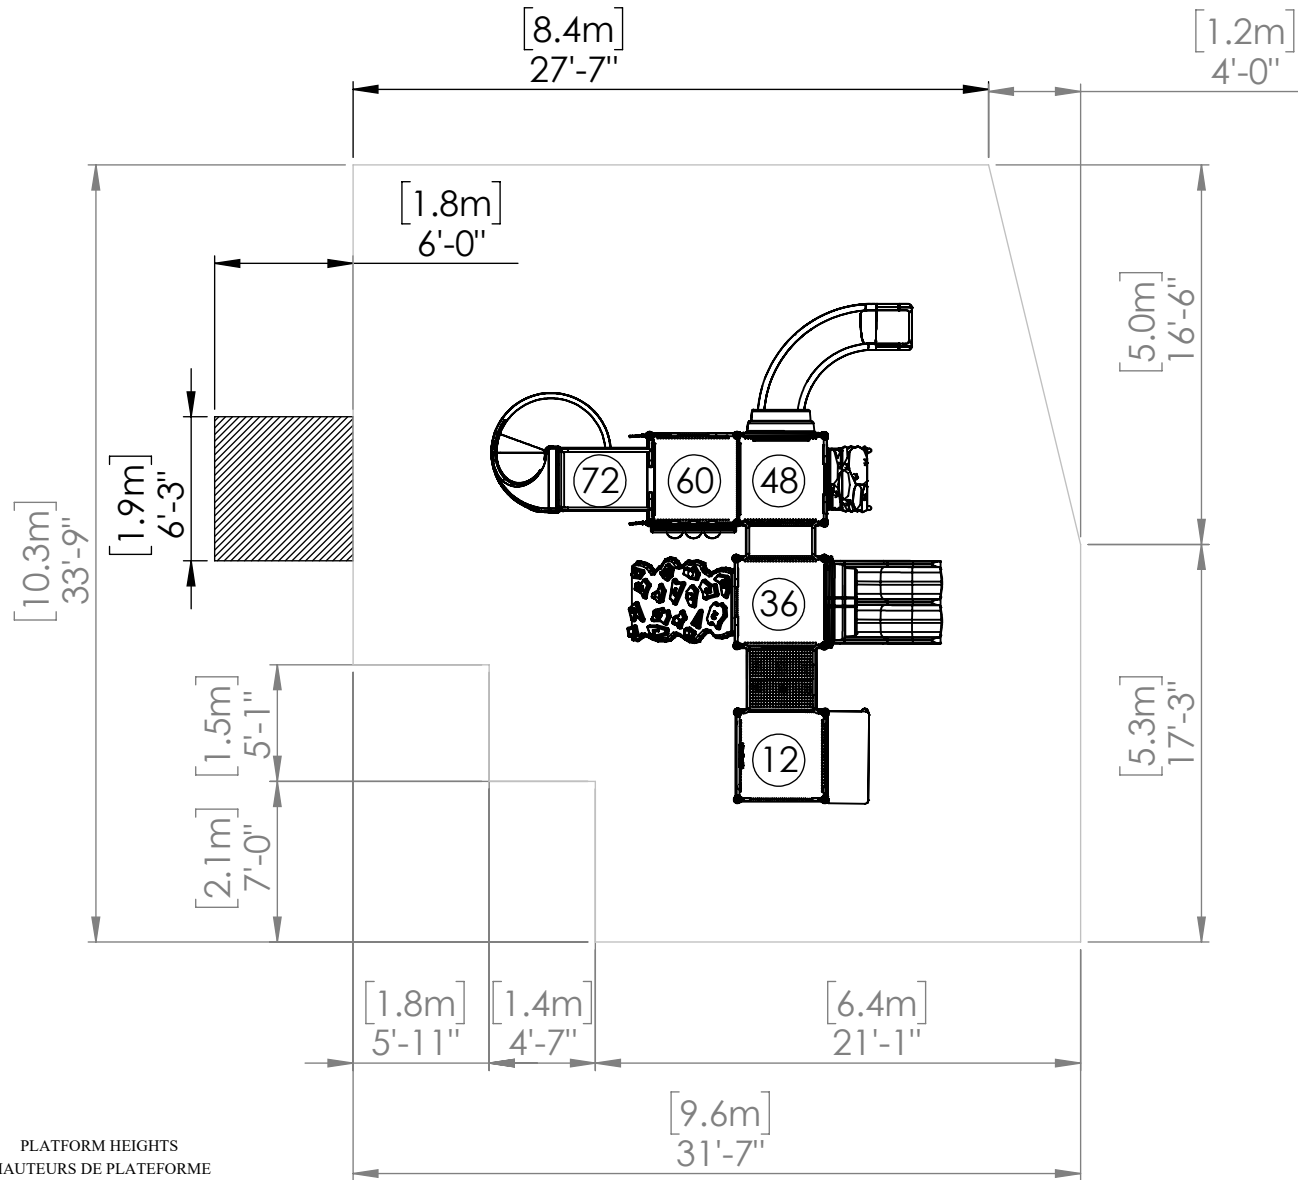 [8.4m]
27'-7"
[1.2m]
4'-0"
[1.8m]
6'-0"
[5.0m]
16'-6"
[1.9m]
6'-3"
[10.3m]
33'-9"
72
60
48
36
12
[1.5m]
5'-1"
[2.1m]
7'-0"
[5.3m]
17'-3"
[1.8m]
5'-11"
[1.4m]
4'-7"
[6.4m]
21'-1"
[9.6m]
31'-7"
PLATFORM HEIGHTS
HAUTEURS DE PLATEFORME